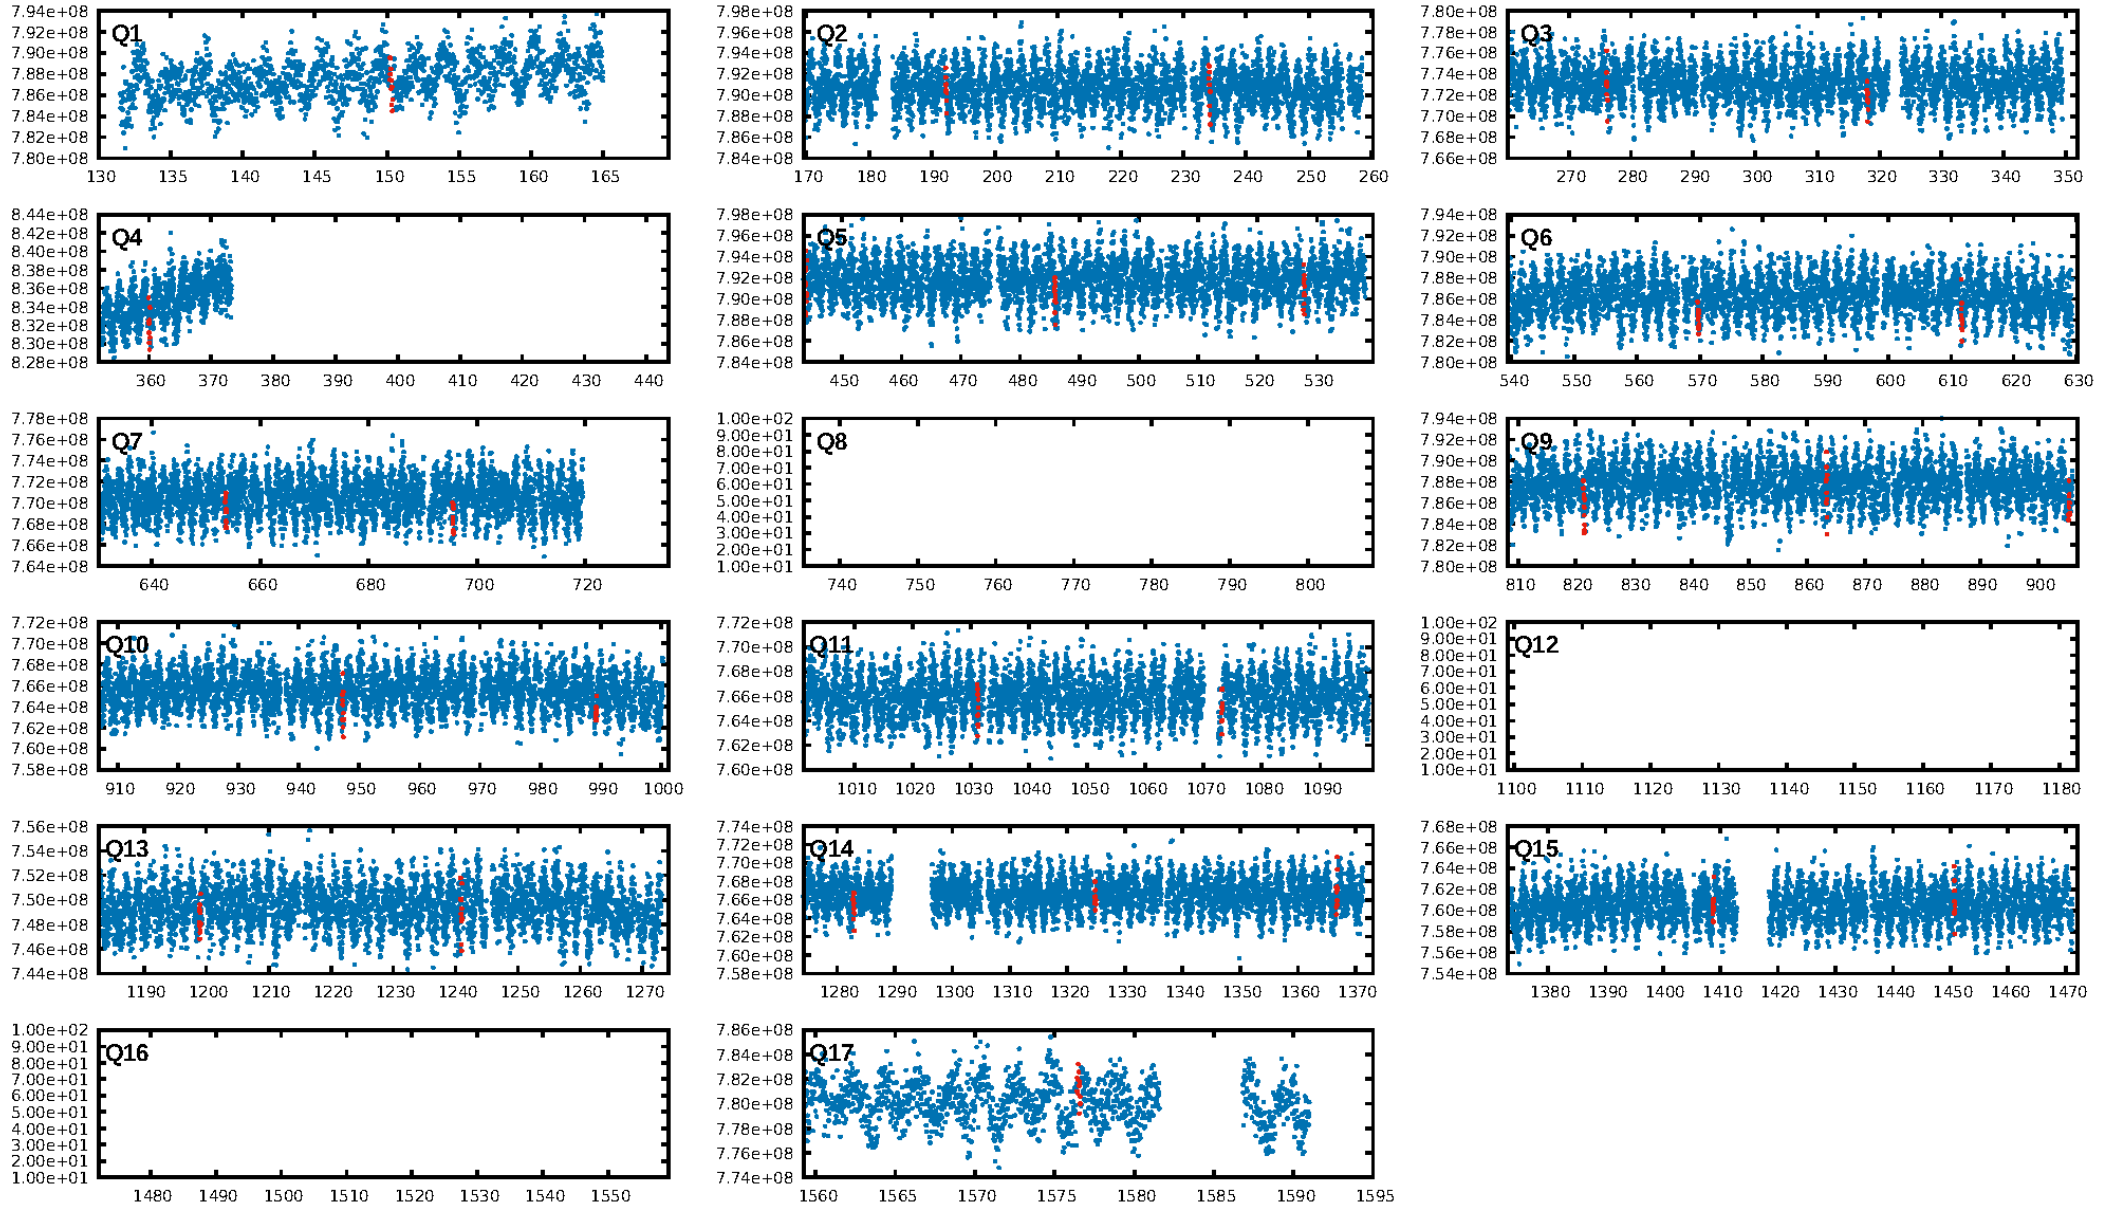 7.94e+08 7.92e+08 7.90e+08 7.88e+08 7.86e+08 7.84e+08 7.82e+08 7.80e+08
Q1
130 135 140 145 150 155 160 165
7.98e+08 7.96e+08 7.94e+08 7.92e+08 7.90e+08 7.88e+08 7.86e+08 7.84e+08
Q2
170 180 190 200 210 220 230 240 250 260
7.80e+08 7.78e+08 7.76e+08 7.74e+08 7.72e+08 7.70e+08 7.68e+08 7.66e+08
Q3
270 280 290 300 310 320 330 340 350
8.44e+08 8.42e+08 8.40e+08 8.38e+08 8.36e+08 8.34e+08 8.32e+08 8.30e+08 8.28e+08
Q4
360 370 380 390 400 410 420 430 440
7.98e+08 7.96e+08 7.94e+08 7.92e+08 7.90e+08 7.88e+08 7.86e+08 7.84e+08
Q5
450 460 470 480 490 500 510 520 530
7.94e+08 7.92e+08 7.90e+08 7.88e+08 7.86e+08 7.84e+08 7.82e+08 7.80e+08
Q6
540 550 560 570 580 590 600 610 620 630
7.78e+08 7.76e+08 7.74e+08 7.72e+08 7.70e+08 7.68e+08 7.66e+08 7.64e+08
Q7
640 660 680 700 720
1.00e+02 9.00e+01 8.00e+01 7.00e+01 6.00e+01 5.00e+01 4.00e+01 3.00e+01 2.00e+01 1.00e+01
Q8
740 750 760 770 780 790 800
7.94e+08 7.92e+08 7.90e+08 7.88e+08 7.86e+08 7.84e+08 7.82e+08 7.80e+08
Q9
810 820 830 840 850 860 870 880 890 900
7.72e+08 7.70e+08 7.68e+08 7.66e+08 7.64e+08 7.62e+08 7.60e+08 7.58e+08
Q10
910 920 930 940 950 960 970 980 990 1000
7.72e+08 7.70e+08 7.68e+08 7.66e+08 7.64e+08 7.62e+08 7.60e+08
Q11
1010 1020 1030 1040 1050 1060 1070 1080 1090
1.00e+02 9.00e+01 8.00e+01 7.00e+01 6.00e+01 5.00e+01 4.00e+01 3.00e+01 2.00e+01 1.00e+01
Q12
1100 1110 1120 1130 1140 1150 1160 1170 1180
7.56e+08 7.54e+08 7.52e+08 7.50e+08 7.48e+08 7.46e+08 7.44e+08
Q13
1190 1200 1210 1220 1230 1240 1250 1260 1270
7.74e+08 7.72e+08 7.70e+08 7.68e+08 7.66e+08 7.64e+08 7.62e+08 7.60e+08 7.58e+08
Q14
1280 1290 1300 1310 1320 1330 1340 1350 1360 1370
7.68e+08 7.66e+08 7.64e+08 7.62e+08 7.60e+08 7.58e+08 7.56e+08 7.54e+08
Q15
1380 1390 1400 1410 1420 1430 1440 1450 1460 1470
1.00e+02 9.00e+01 8.00e+01 7.00e+01 6.00e+01 5.00e+01 4.00e+01 3.00e+01 2.00e+01 1.00e+01
Q16
1480 1490 1500 1510 1520 1530 1540 1550
7.86e+08 7.84e+08 7.82e+08 7.80e+08 7.78e+08 7.76e+08 7.74e+08
Q17
1560 1565 1570 1575 1580 1585 1590 1595